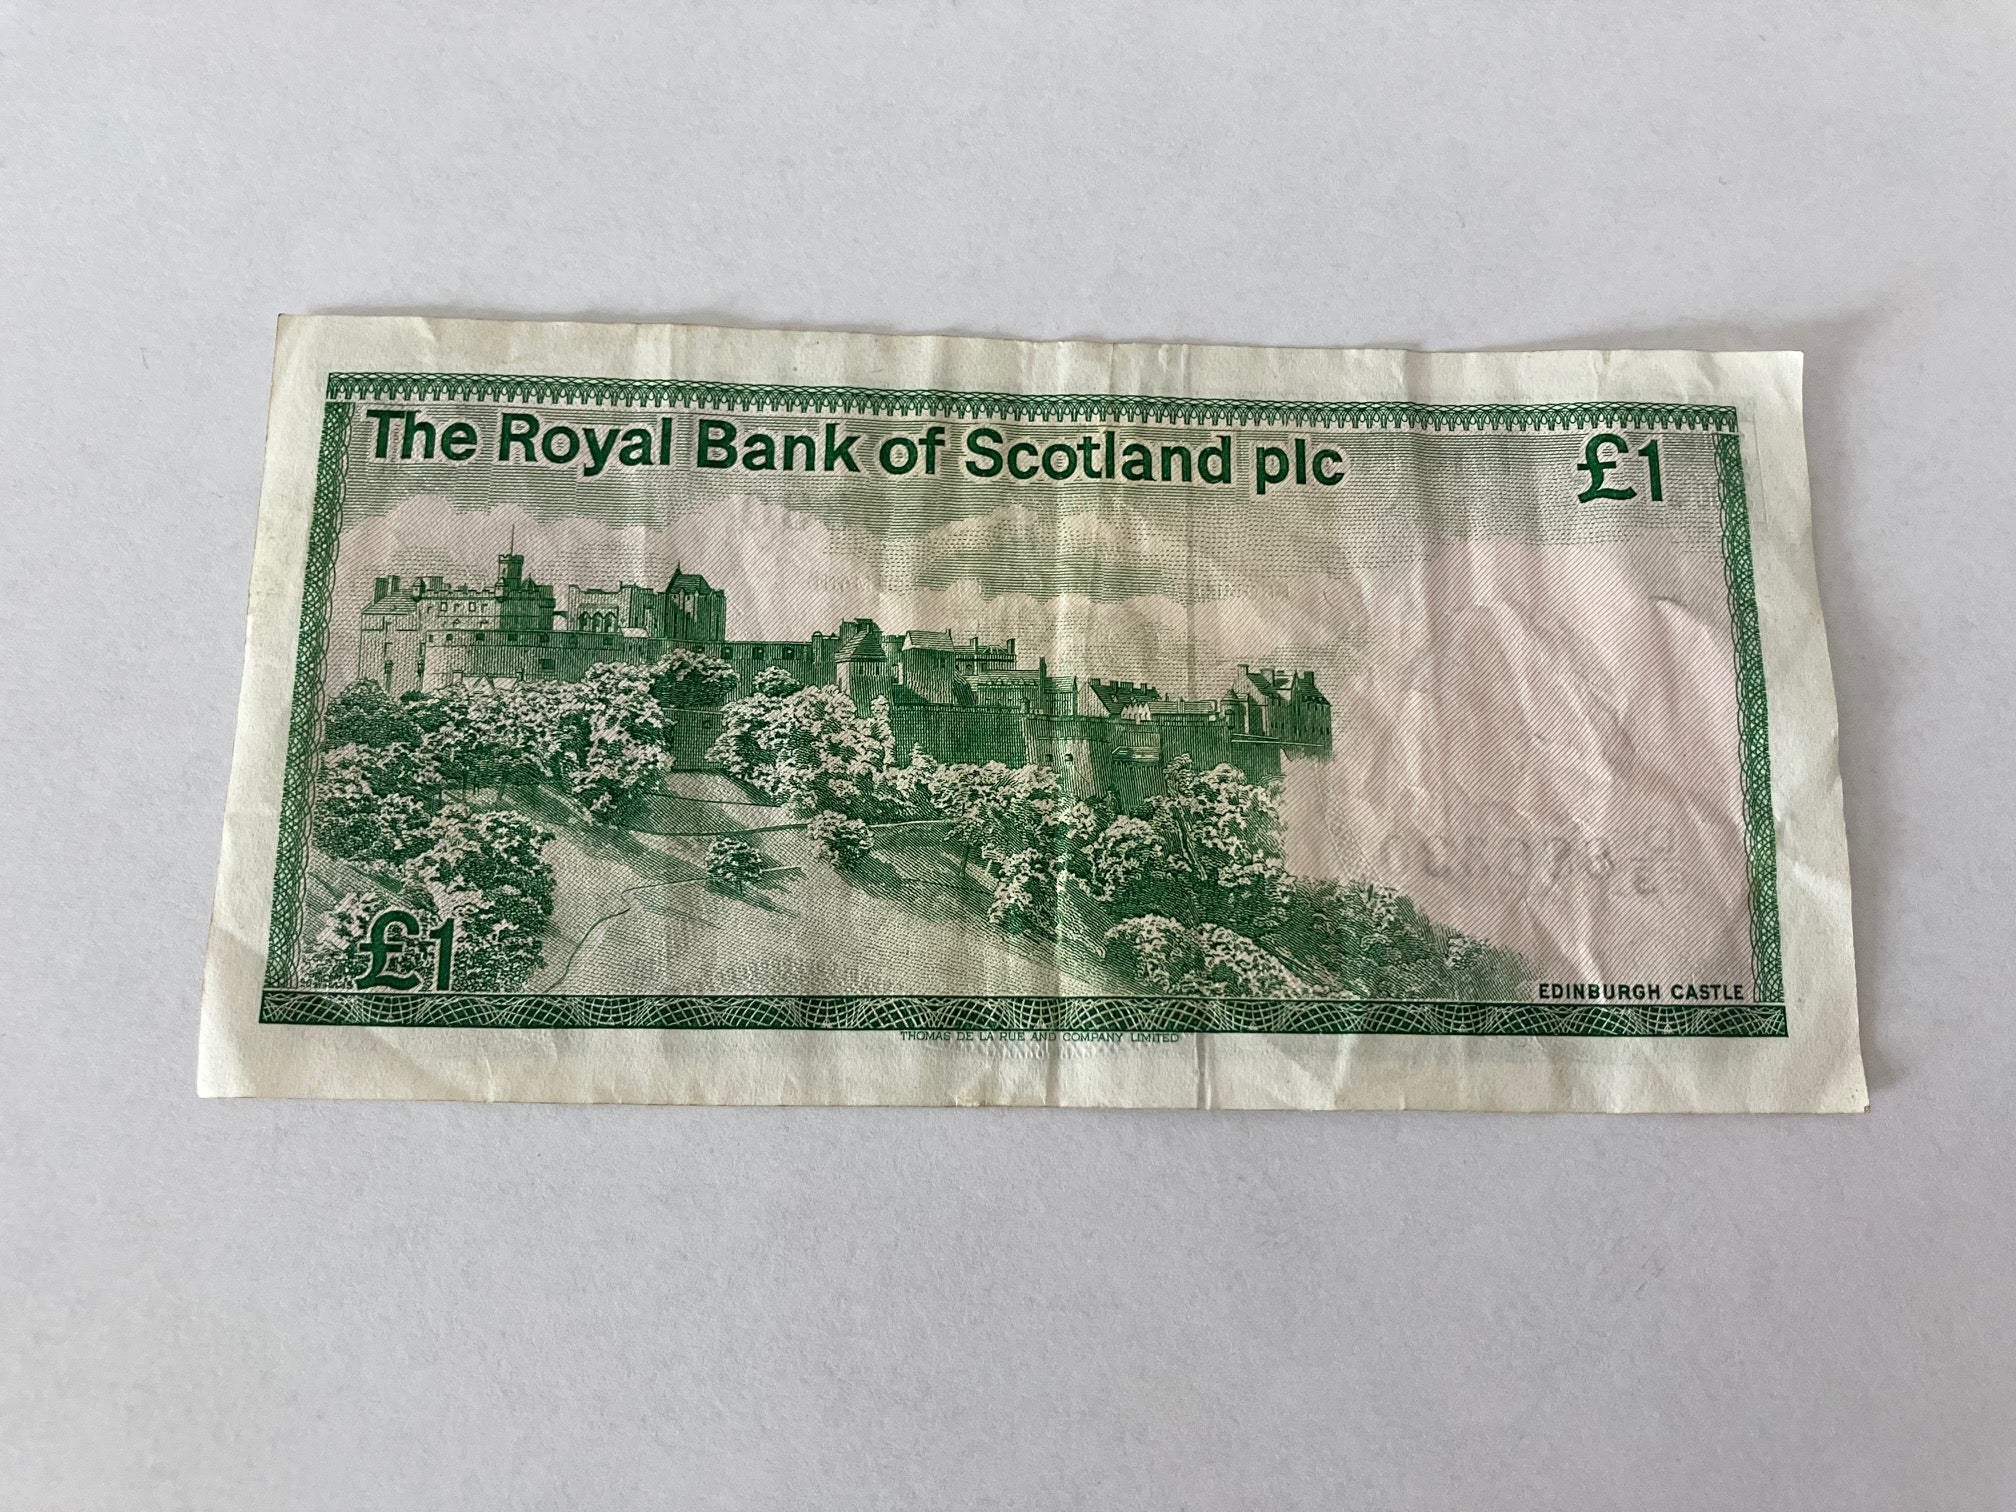 The Royal Bank of Scotland plc
£1
£1
EDINBURGH CASTLE
THOMAS DE LA RUE AND COMPANY LIMITED